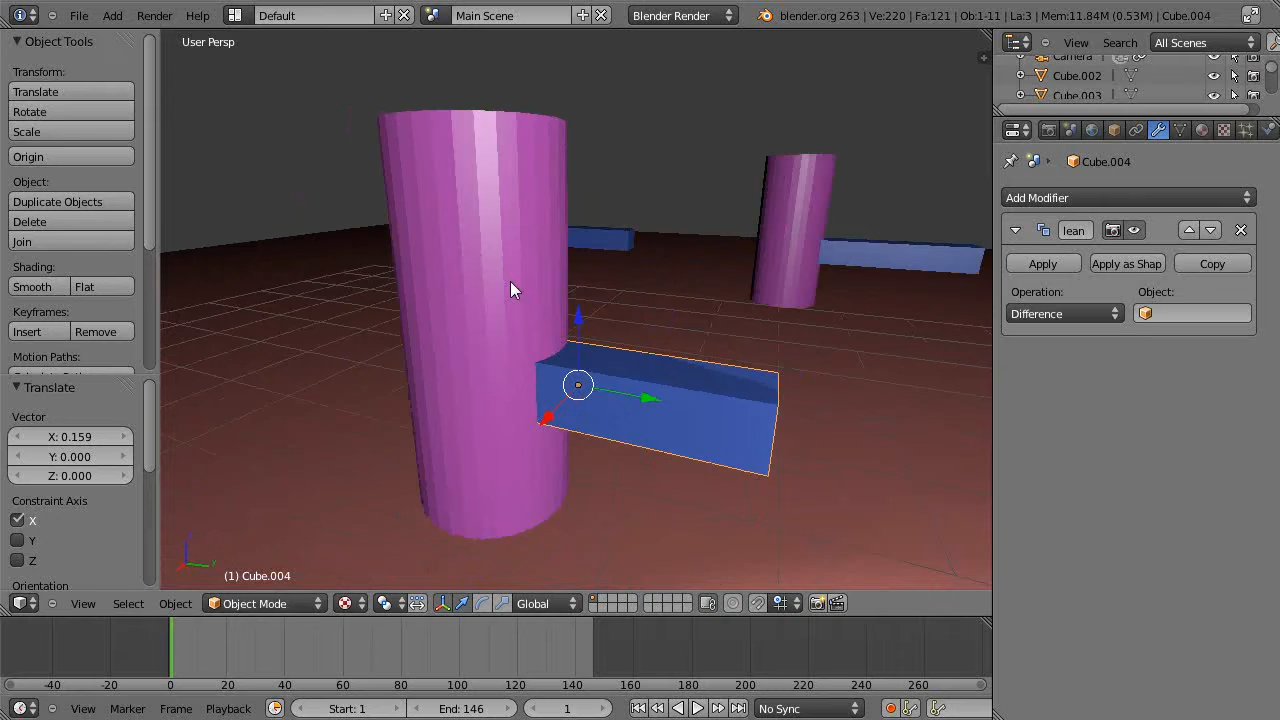 File Add Render Help Default Main Scene Blender Render blender.org 263 | Ve:220 | Fa:121 | Ob:1-11 | La:3 | Mem:11.84M (0.53M) | Cube.004
Object Tools
Transform:
Translate
Rotate
Scale
Origin
Object:
Duplicate Objects
Delete
Join
Shading:
Smooth Flat
Keyframes:
Insert Remove
Motion Paths:
Translate
Vector
X: 0.159
Y: 0.000
Z: 0.000
Constraint Axis
X
Y
Z
Orientation
User Persp
(1) Cube.004
View Select Object Object Mode Global
-40 -20 0 20 40 60 80 100 120 140 160 180 200 220 240 260
View Marker Frame Playback Start: 1 End: 146 1 No Sync
View Search All Scenes
Camera
Cube.002
Cube.003
Cube.004
Add Modifier
lean
Apply Apply as Shap Copy
Operation: Object:
Difference